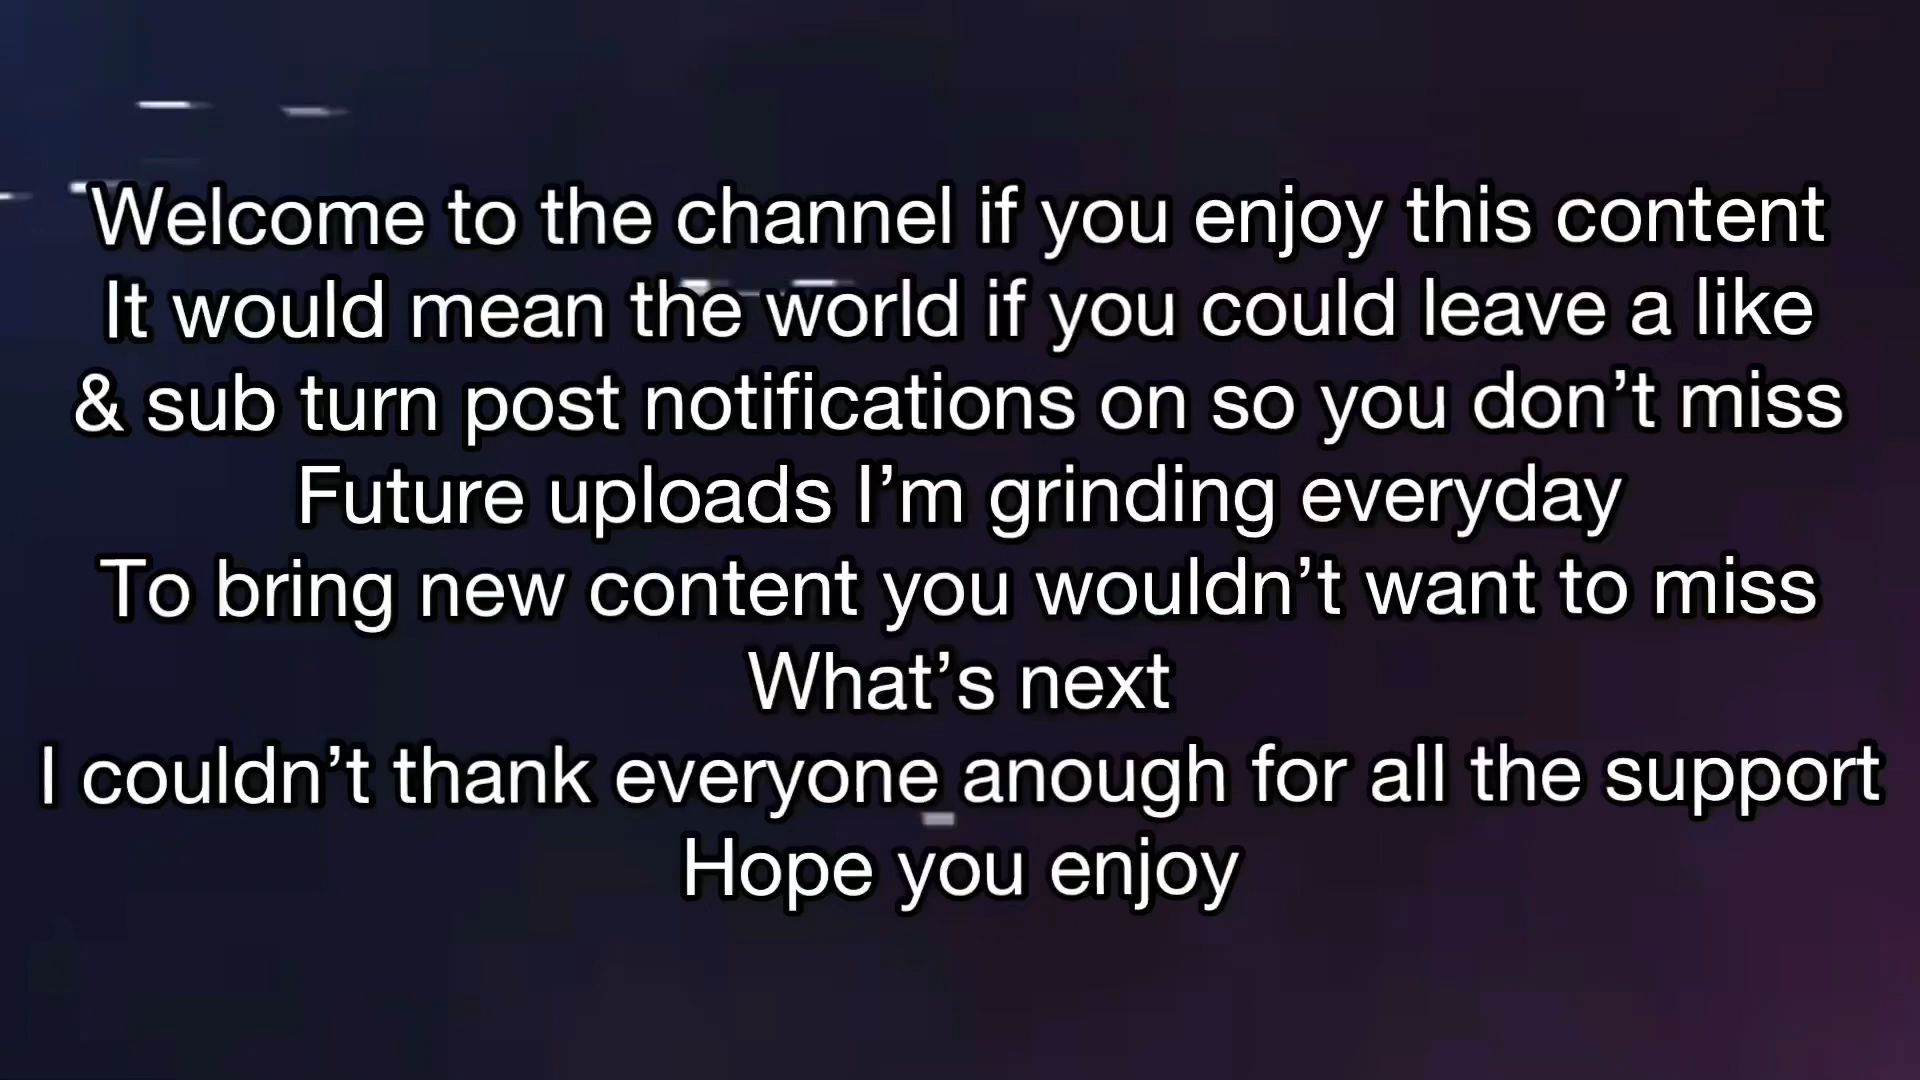 Welcome to the channel if you enjoy this content
It would mean the world if you could leave a like
& sub turn post notifications on so you don’t miss
Future uploads I’m grinding everyday
To bring new content you wouldn’t want to miss
What’s next
I couldn’t thank everyone anough for all the support
Hope you enjoy